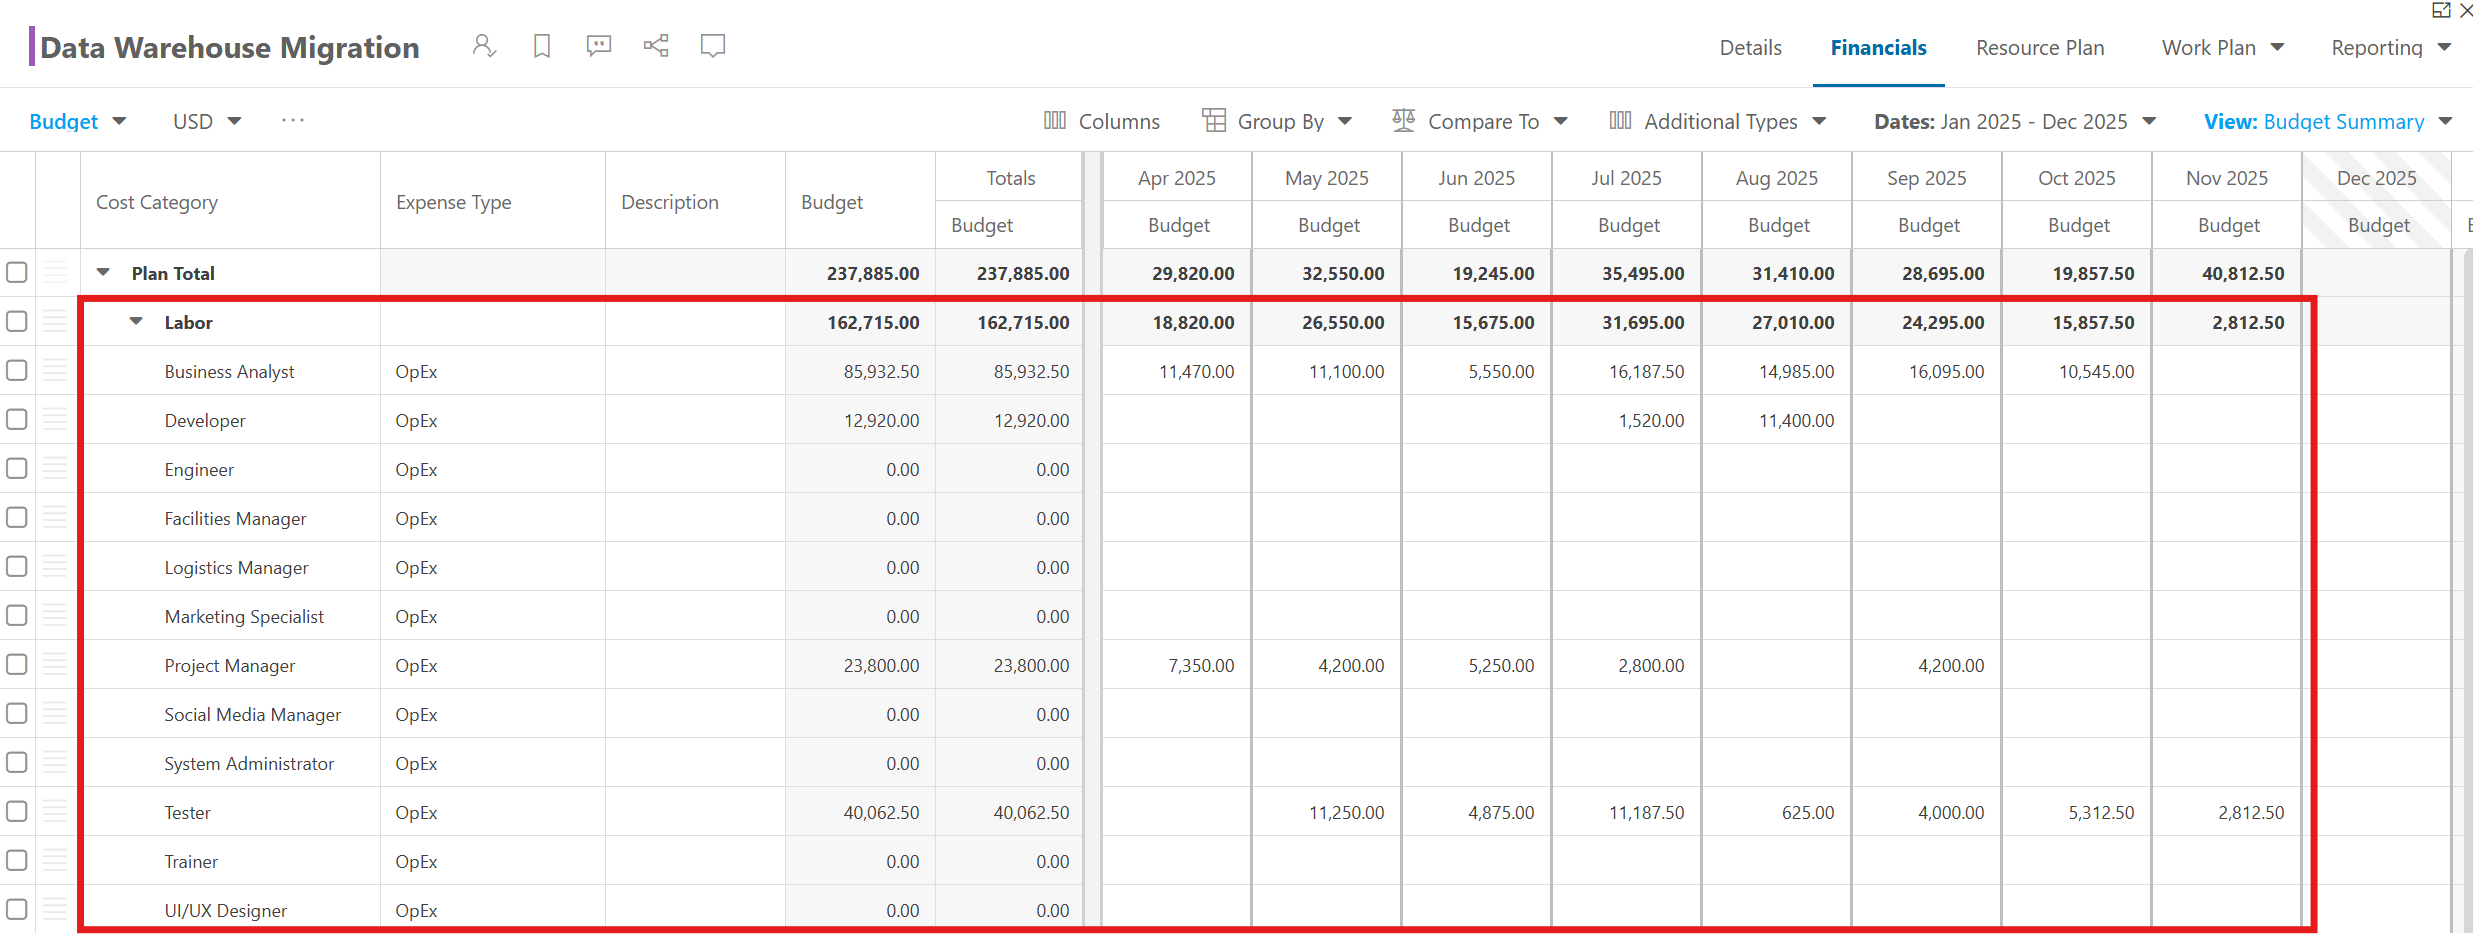 Data Warehouse Migration
Details Financials Resource Plan Work Plan Reporting
Budget USD ... Columns Group By Compare To Additional Types Dates: Jan 2025 - Dec 2025 View: Budget Summary
Totals Apr 2025 May 2025 Jun 2025 Jul 2025 Aug 2025 Sep 2025 Oct 2025 Nov 2025 Dec 2025
Cost Category Expense Type Description Budget
Budget Budget Budget Budget Budget Budget Budget Budget Budget Budget
Plan Total 237,885.00 237,885.00 29,820.00 32,550.00 19,245.00 35,495.00 31,410.00 28,695.00 19,857.50 40,812.50
Labor 162,715.00 162,715.00 18,820.00 26,550.00 15,675.00 31,695.00 27,010.00 24,295.00 15,857.50 2,812.50
Business Analyst OpEx 85,932.50 85,932.50 11,470.00 11,100.00 5,550.00 16,187.50 14,985.00 16,095.00 10,545.00
Developer OpEx 12,920.00 12,920.00 1,520.00 11,400.00
Engineer OpEx 0.00 0.00
Facilities Manager OpEx 0.00 0.00
Logistics Manager OpEx 0.00 0.00
Marketing Specialist OpEx 0.00 0.00
Project Manager OpEx 23,800.00 23,800.00 7,350.00 4,200.00 5,250.00 2,800.00 4,200.00
Social Media Manager OpEx 0.00 0.00
System Administrator OpEx 0.00 0.00
Tester OpEx 40,062.50 40,062.50 11,250.00 4,875.00 11,187.50 625.00 4,000.00 5,312.50 2,812.50
Trainer OpEx 0.00 0.00
UI/UX Designer OpEx 0.00 0.00